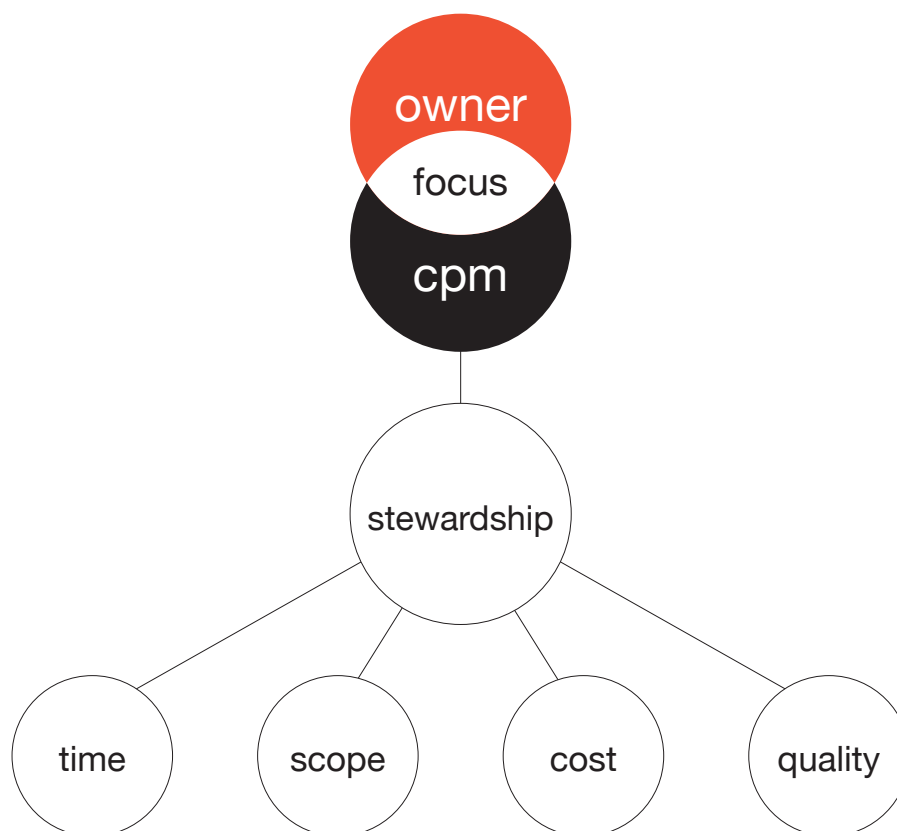 owner
focus
cpm
stewardship
time
scope
cost
quality